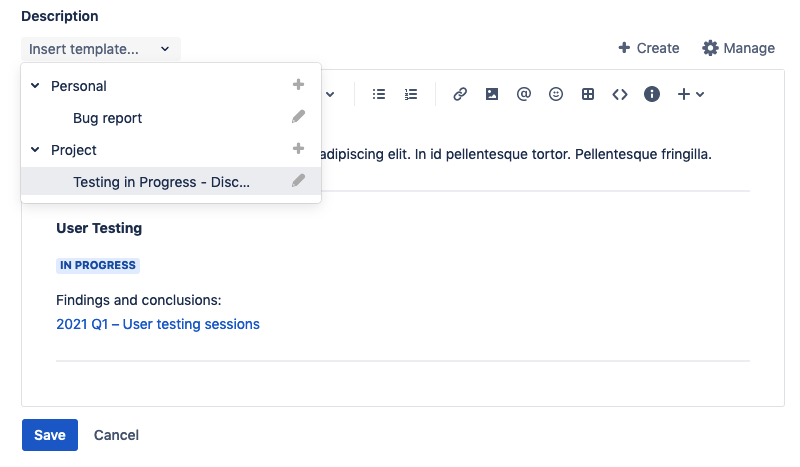 Description
Insert template...
Create
Manage
Personal
Bug report
Project
adipiscing elit. In id pellentesque tortor. Pellentesque fringilla.
Testing in Progress - Disc...
User Testing
IN PROGRESS
Findings and conclusions:
2021 Q1 – User testing sessions
Save
Cancel